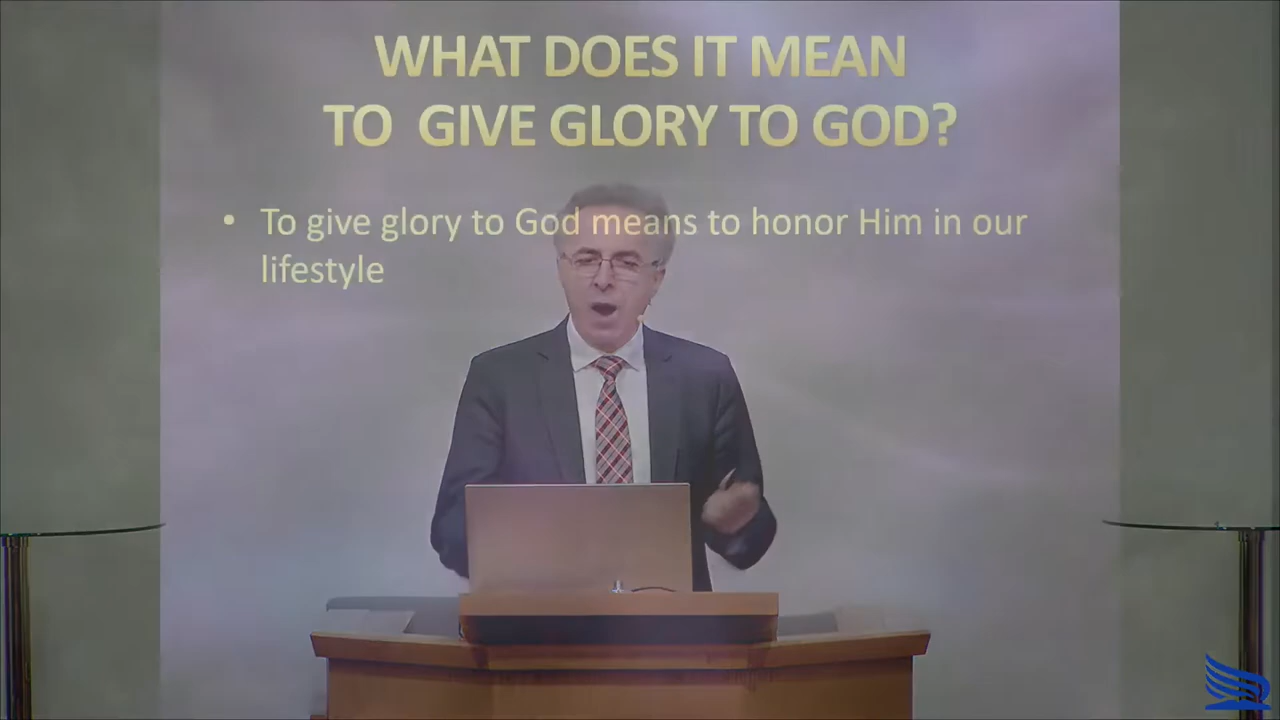 WHAT DOES IT MEAN
TO GIVE GLORY TO GOD?
• To give glory to God means to honor Him in our
lifestyle